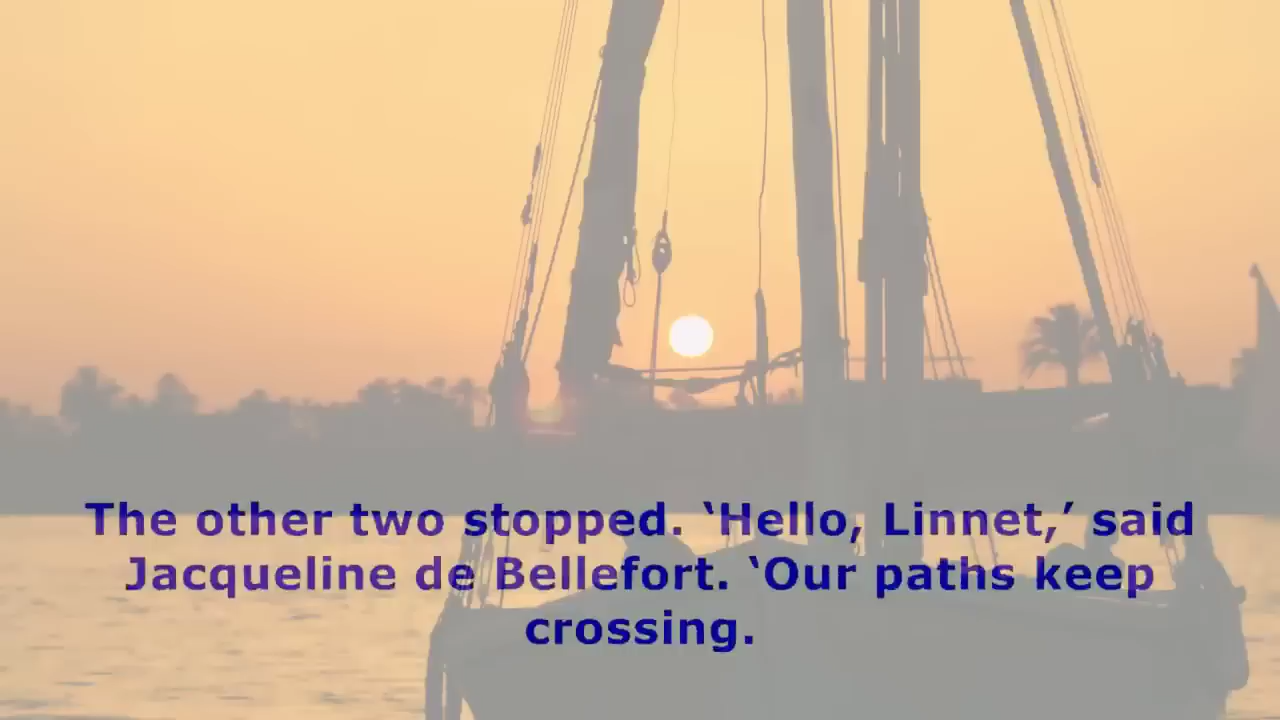 The other two stopped. ‘Hello, Linnet,’ said
Jacqueline de Bellefort. ‘Our paths keep
crossing.